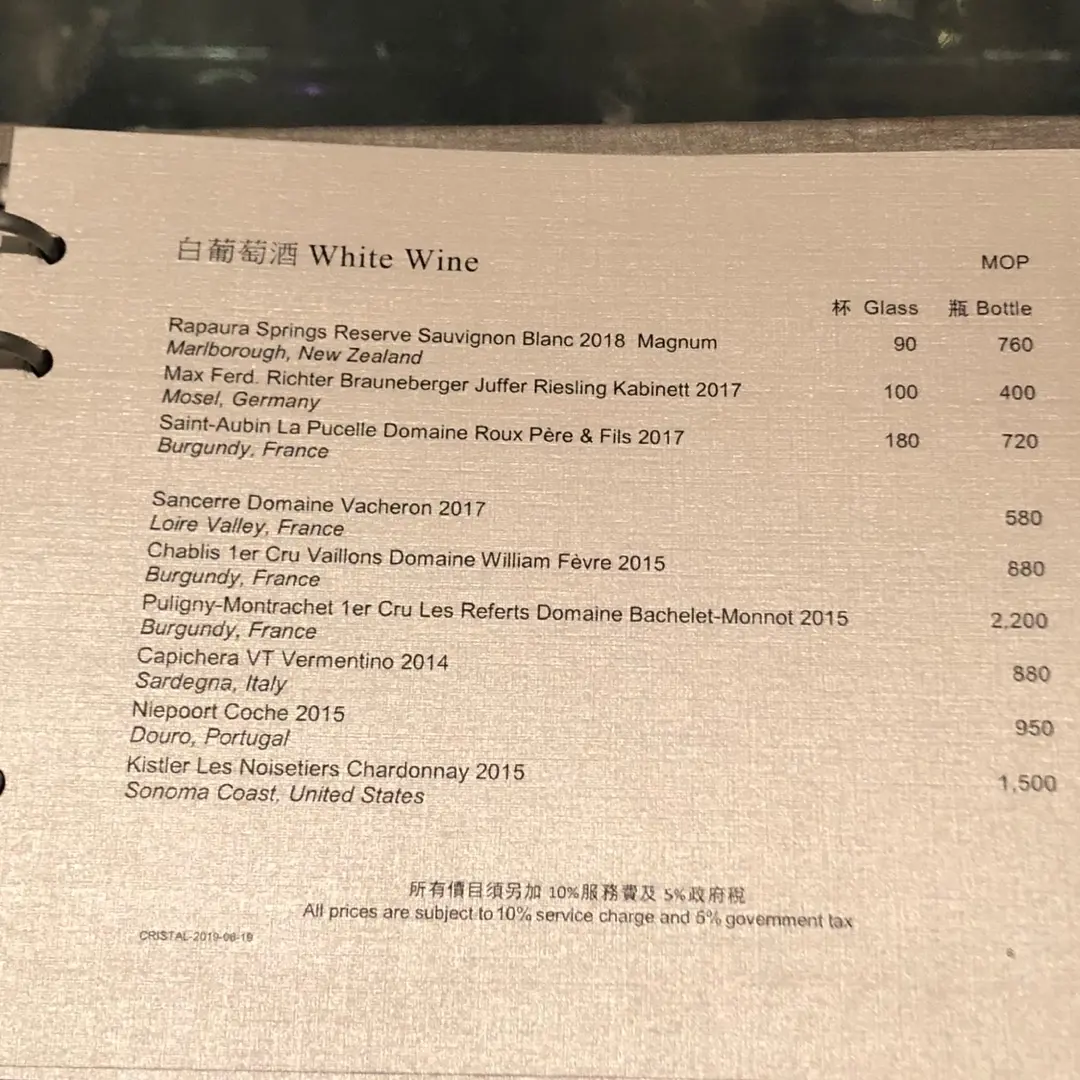 白葡萄酒 White Wine
MOP
杯 Glass 瓶 Bottle
Rapaura Springs Reserve Sauvignon Blanc 2018 Magnum 90 760
Marlborough, New Zealand
Max Ferd. Richter Brauneberger Juffer Riesling Kabinett 2017 100 400
Mosel, Germany
Saint-Aubin La Pucelle Domaine Roux Père & Fils 2017 180 720
Burgundy, France
Sancerre Domaine Vacheron 2017 580
Loire Valley, France
Chablis 1er Cru Vaillons Domaine William Fèvre 2015 880
Burgundy, France
Puligny-Montrachet 1er Cru Les Referts Domaine Bachelet-Monnot 2015 2,200
Burgundy, France
Capichera VT Vermentino 2014 880
Sardegna, Italy
Niepoort Coche 2015 950
Douro, Portugal
Kistler Les Noisetiers Chardonnay 2015 1,500
Sonoma Coast, United States
所有價目須另加 10%服務費及 5%政府稅
All prices are subject to 10% service charge and 5% government tax
CRISTAL-2019-06-19